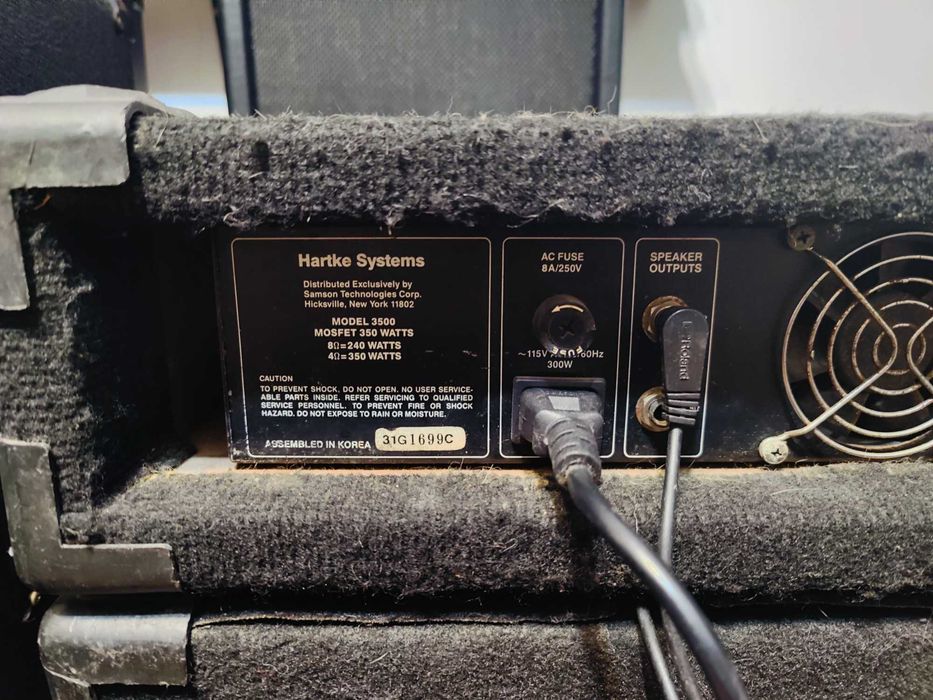 Hartke Systems
Distributed Exclusively by
Samson Technologies Corp.
Hicksville, New York 11802
MODEL 3500
MOSFET 350 WATTS
8Ω=240 WATTS
4Ω=350 WATTS
CAUTION
TO PREVENT SHOCK, DO NOT OPEN. NO USER SERVICE-
ABLE PARTS INSIDE. REFER SERVICING TO QUALIFIED
SERVICE PERSONNEL. TO PREVENT FIRE OR SHOCK
HAZARD. DO NOT EXPOSE TO RAIN OR MOISTURE.
ASSEMBLED IN KOREA
31G1699C
AC FUSE
8A/250V
FUSE
~115V 60Hz
300W
SPEAKER
OUTPUTS